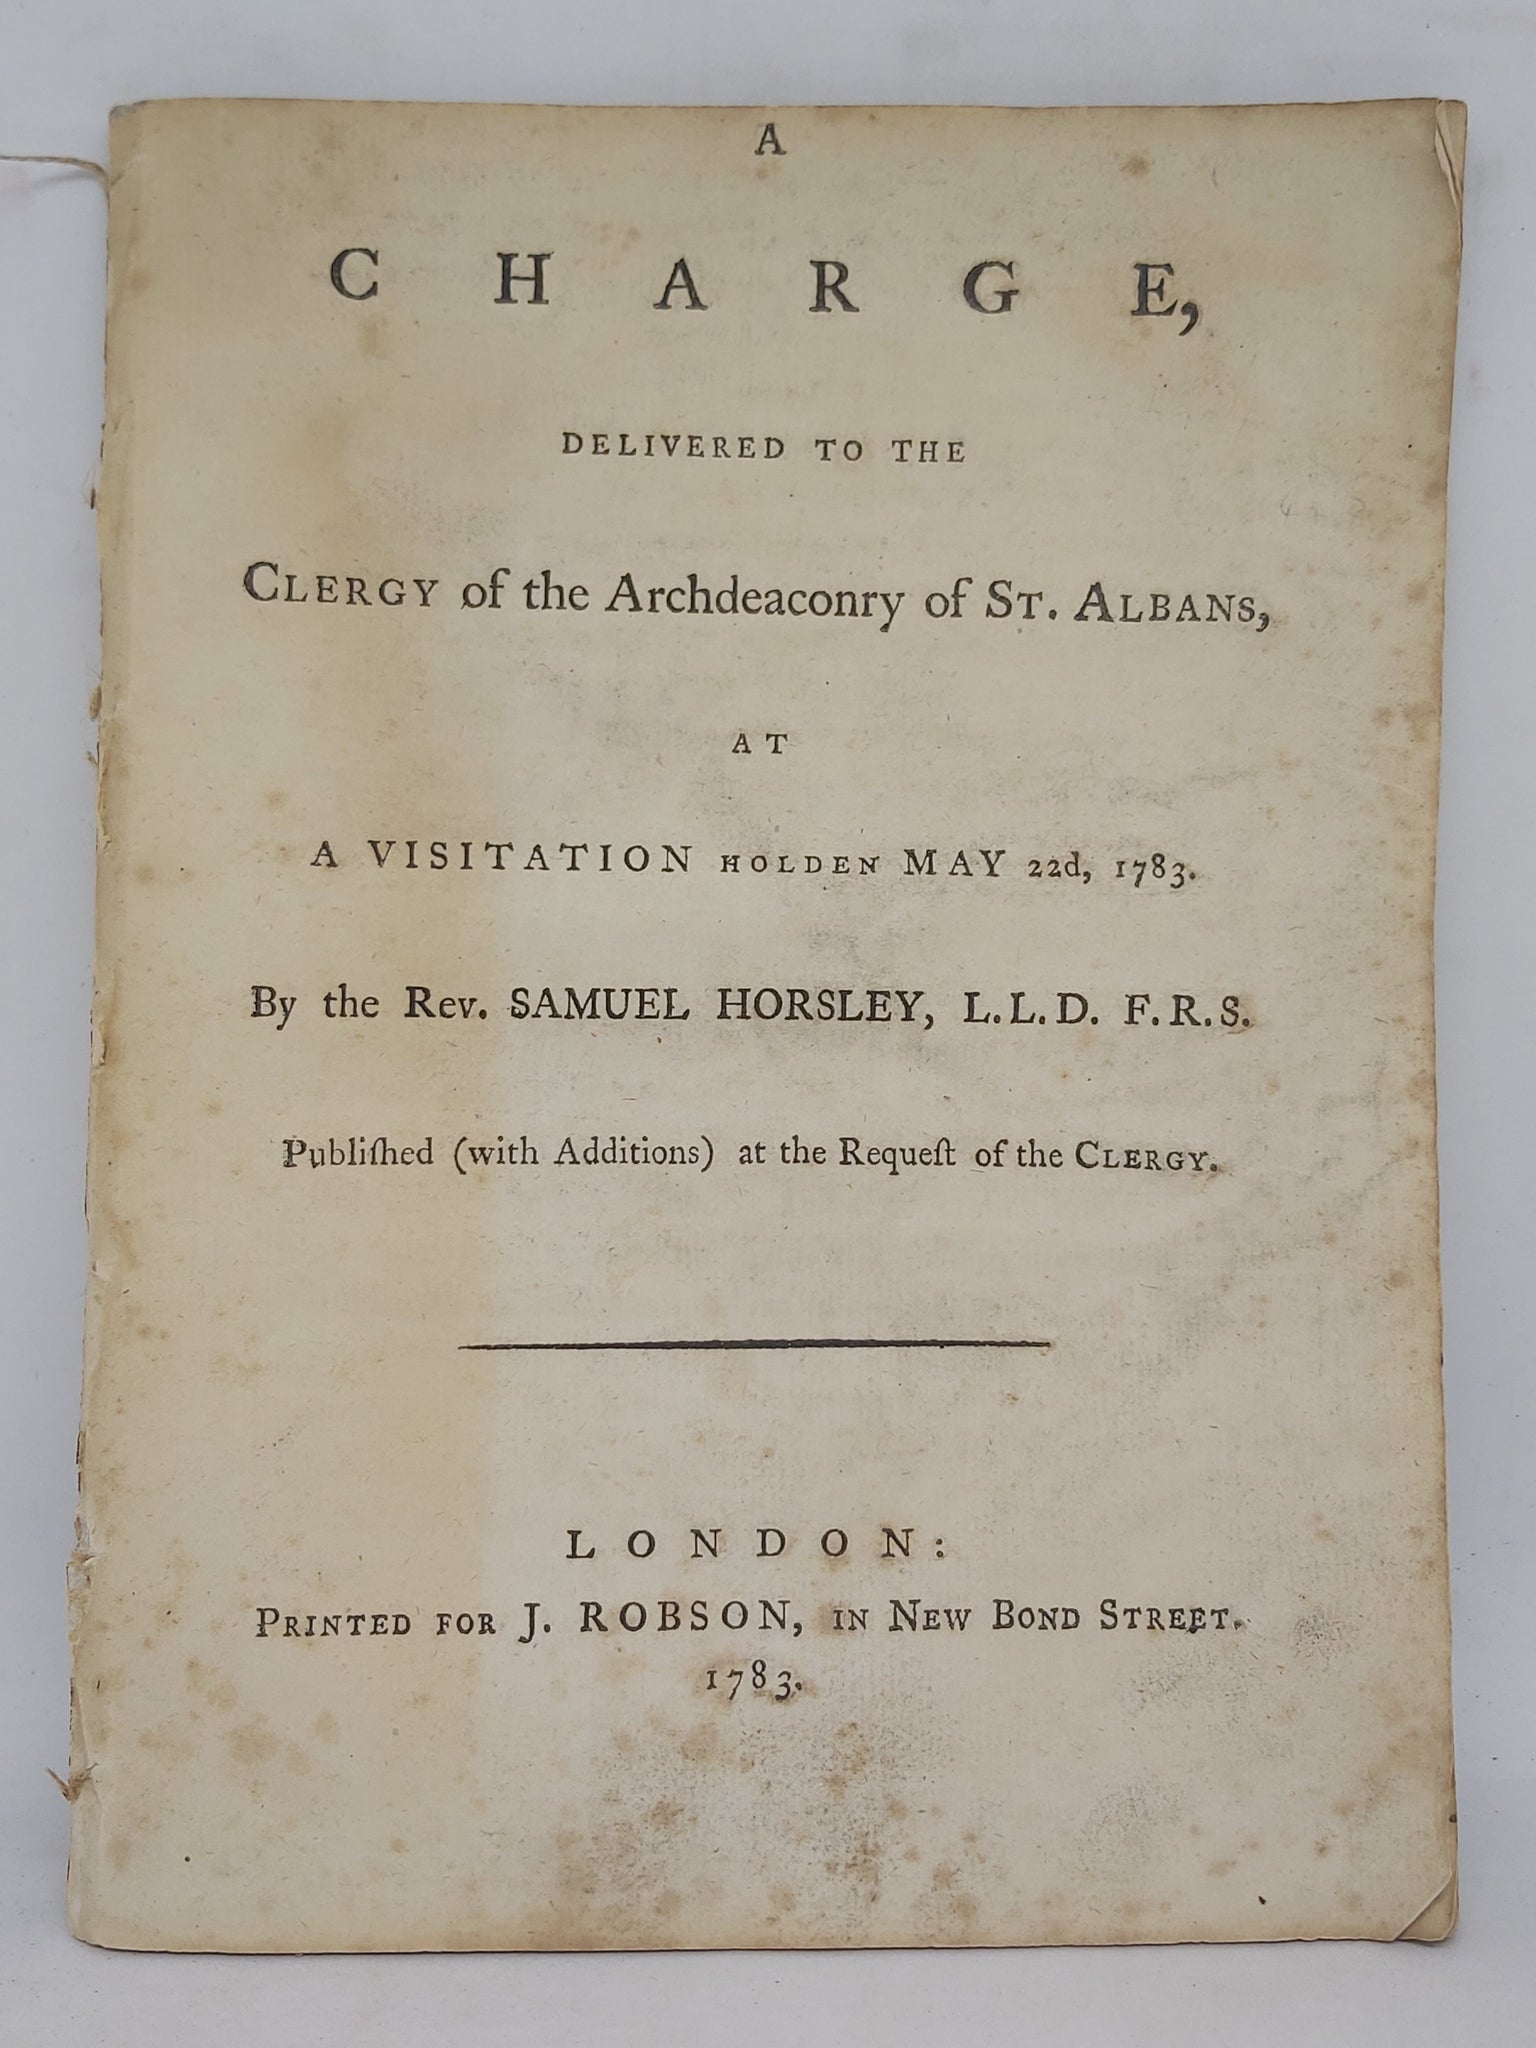 A
CHARGE,
DELIVERED TO THE
CLERGY of the Archdeaconry of ST. ALBANS,
AT
A VISITATION HOLDEN MAY 22d, 1783.
By the Rev. SAMUEL HORSLEY, L.L.D. F.R.S.
Publiſhed (with Additions) at the Requeſt of the CLERGY.
LONDON:
PRINTED FOR J. ROBSON, IN NEW BOND STREET.
1783.